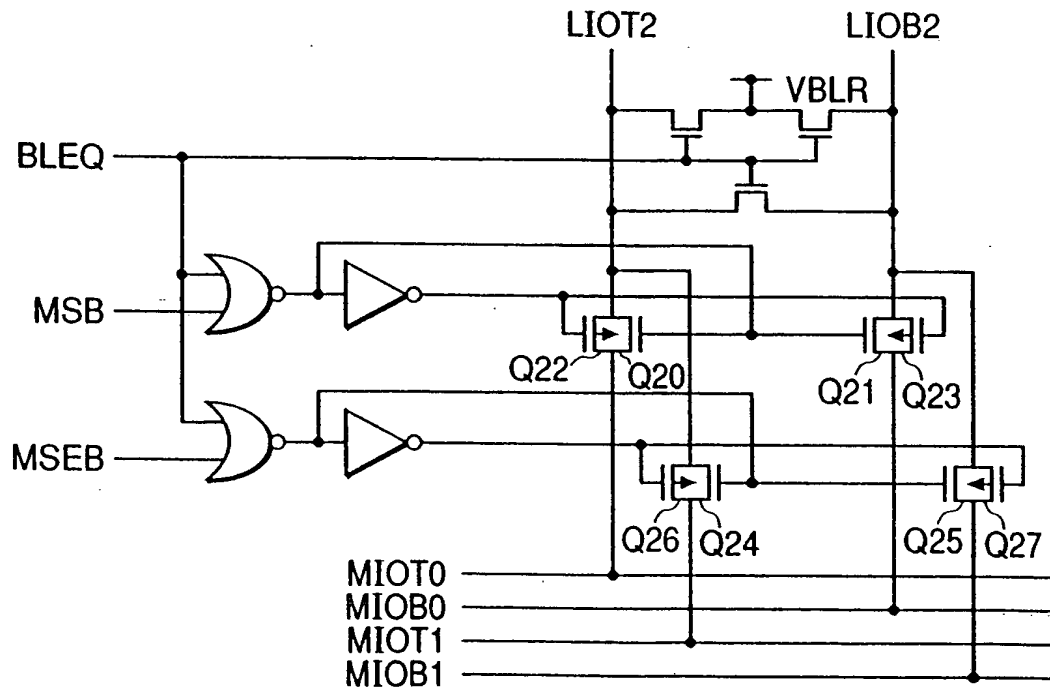 LIOT2 LIOB2
VBLR
BLEQ
MSB
Q22 Q20 Q21 Q23
MSEB
Q26 Q24 Q25 Q27
MIOT0
MIOB0
MIOT1
MIOB1